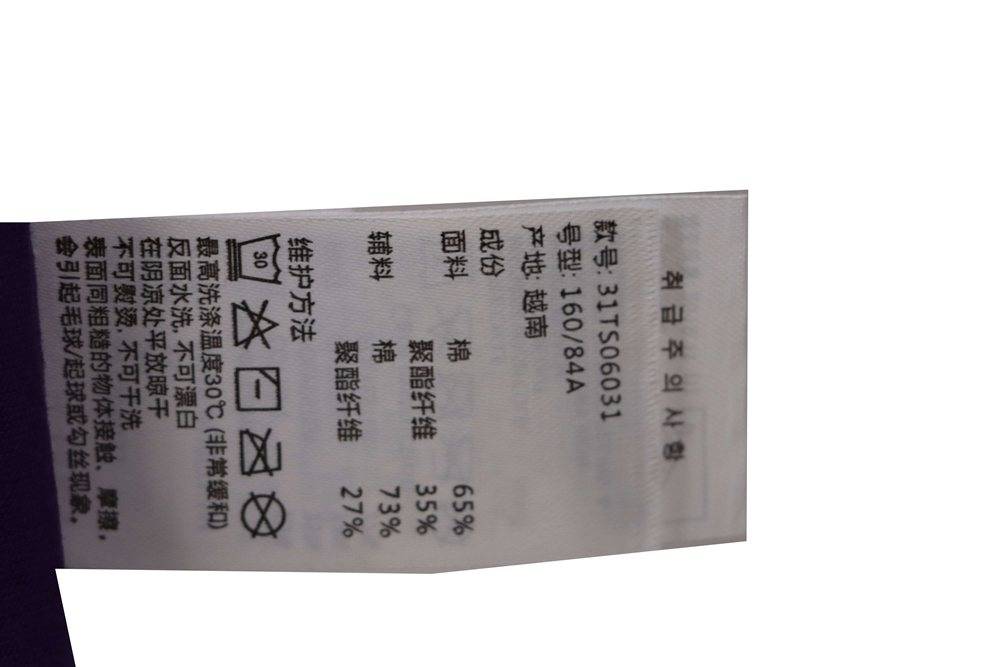 취급주의사항
款号: 31TS06031
号型: 160/84A
产地: 越南
成份
面料 棉 65%
聚酯纤维 35%
辅料 棉 73%
聚酯纤维 27%
维护方法
30
最高洗涤温度30℃ (非常缓和)
反面水洗, 不可漂白
在阴凉处平放晾干
不可熨烫, 不可干洗
表面同粗糙的物体接触、摩擦,
会引起毛球/起球或勾丝现象。